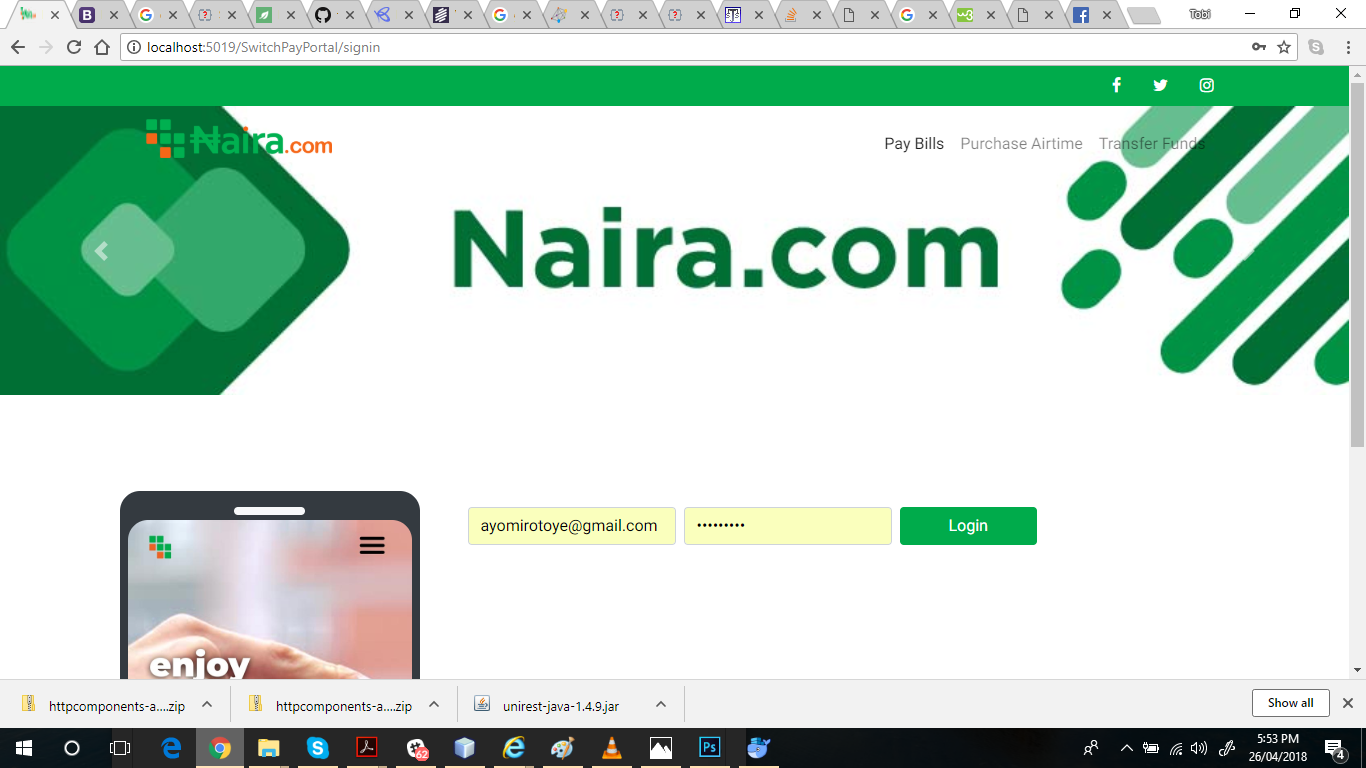 Tobi
localhost:5019/SwitchPayPortal/signin
₦aira.com
Pay Bills Purchase Airtime Transfer Funds
Naira.com
ayomirotoye@gmail.com ••••••••• Login
enjoy
httpcomponents-a....zip httpcomponents-a....zip unirest-java-1.4.9.jar Show all
62
Ps
5:53 PM
26/04/2018
4